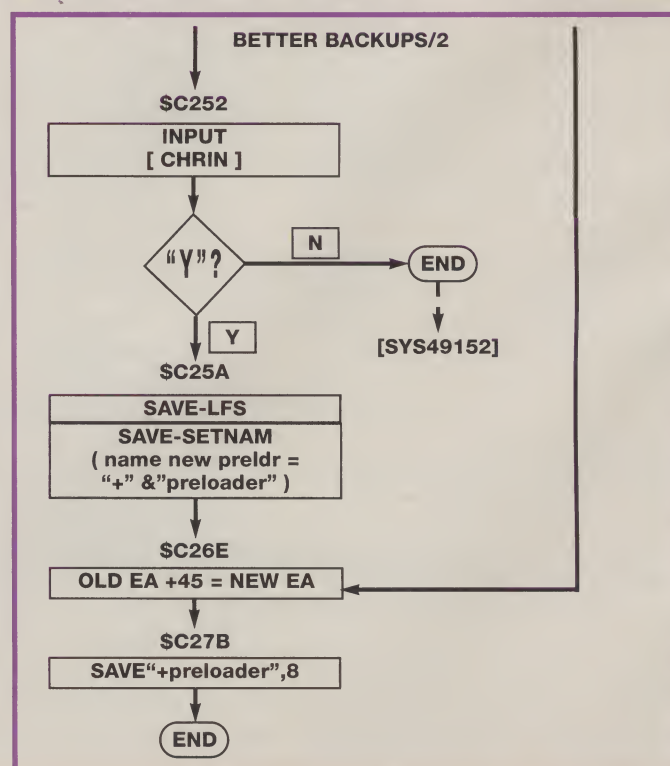 BETTER BACKUPS/2
$C252
INPUT
[ CHRIN ]
“Y”?
N
END
[SYS49152]
Y
$C25A
SAVE-LFS
SAVE-SETNAM
( name new preldr =
“+” &”preloader” )
$C26E
OLD EA +45 = NEW EA
$C27B
SAVE“+preloader”,8
END